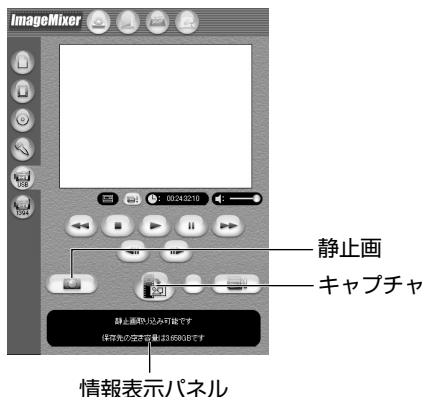 ImageMixer
USB
1394
00:24:32:10
静止画
キャプチャ
静止画取り込み可能です
保存先の空き容量は3.658GBです
情報表示パネル